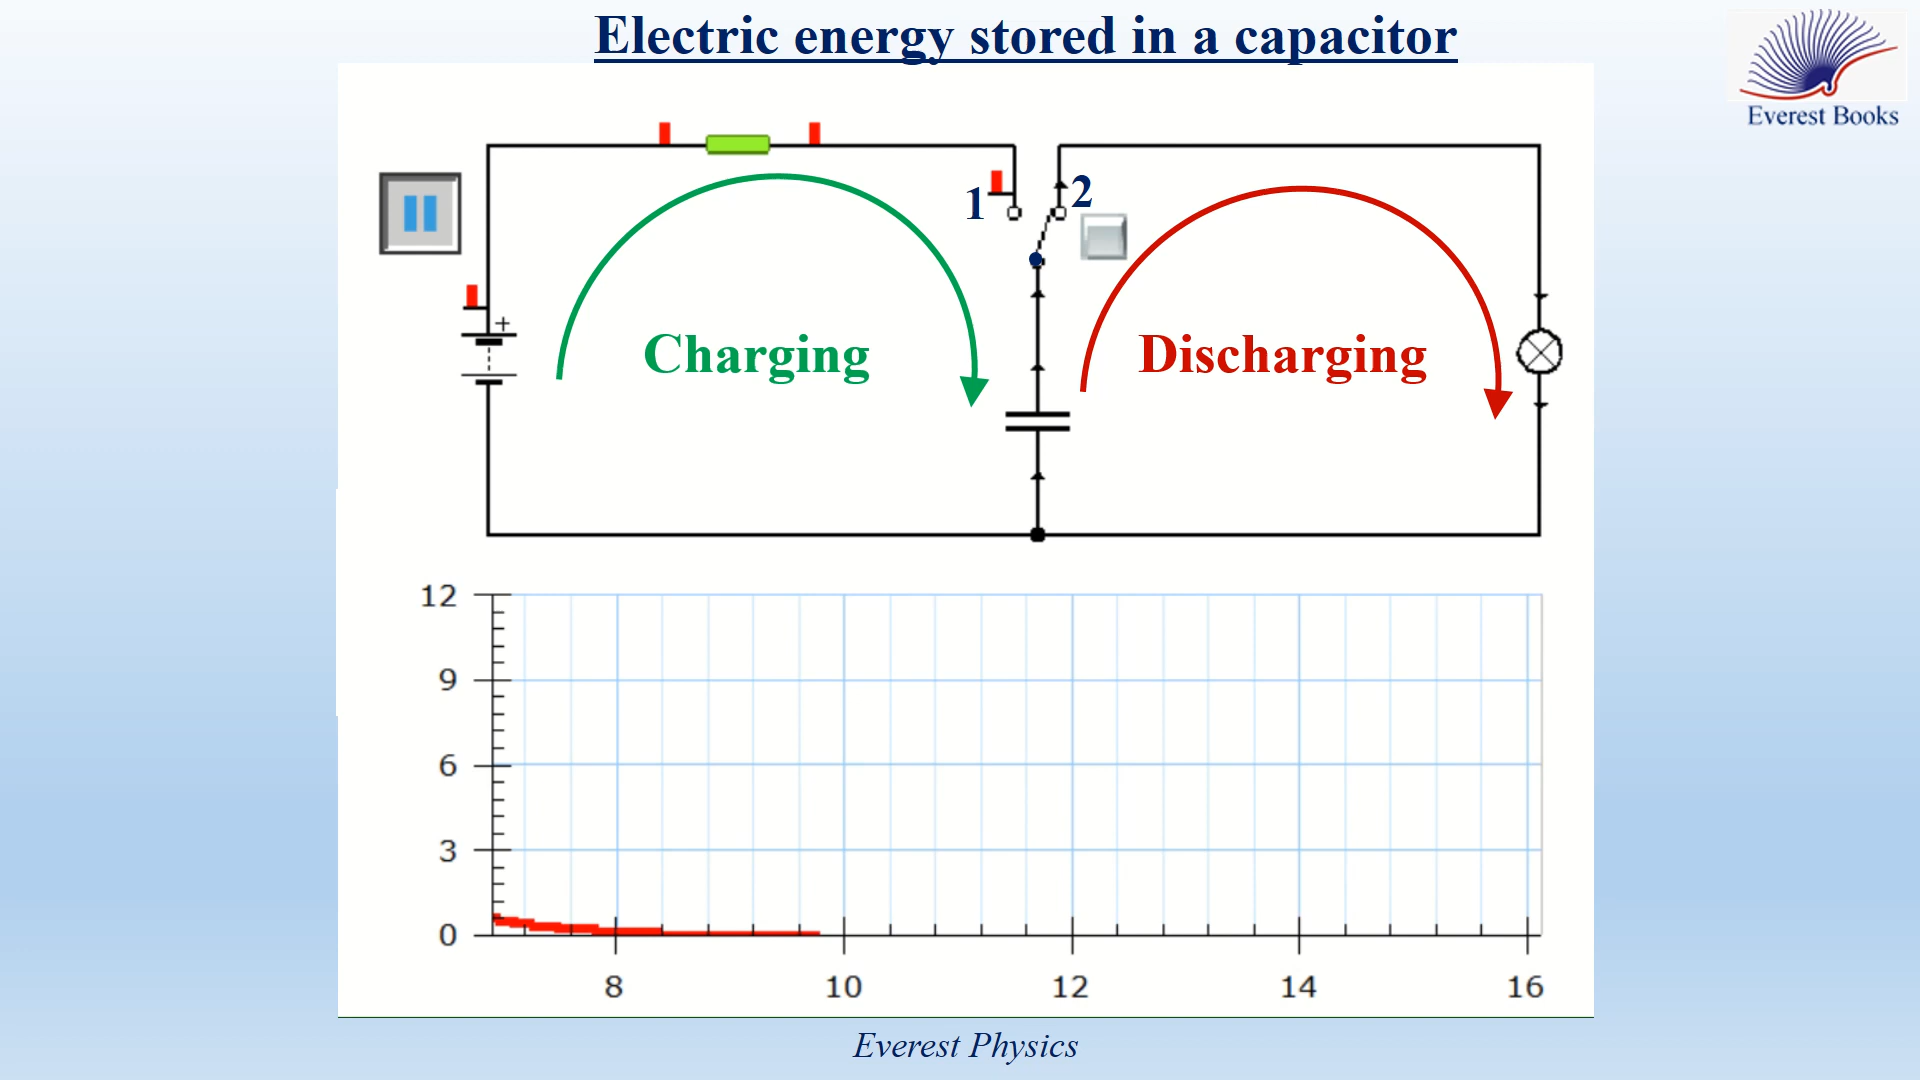 Electric energy stored in a capacitor
Everest Books
1
2
+
Charging
Discharging
12
9
6
3
0
8 10 12 14 16
Everest Physics